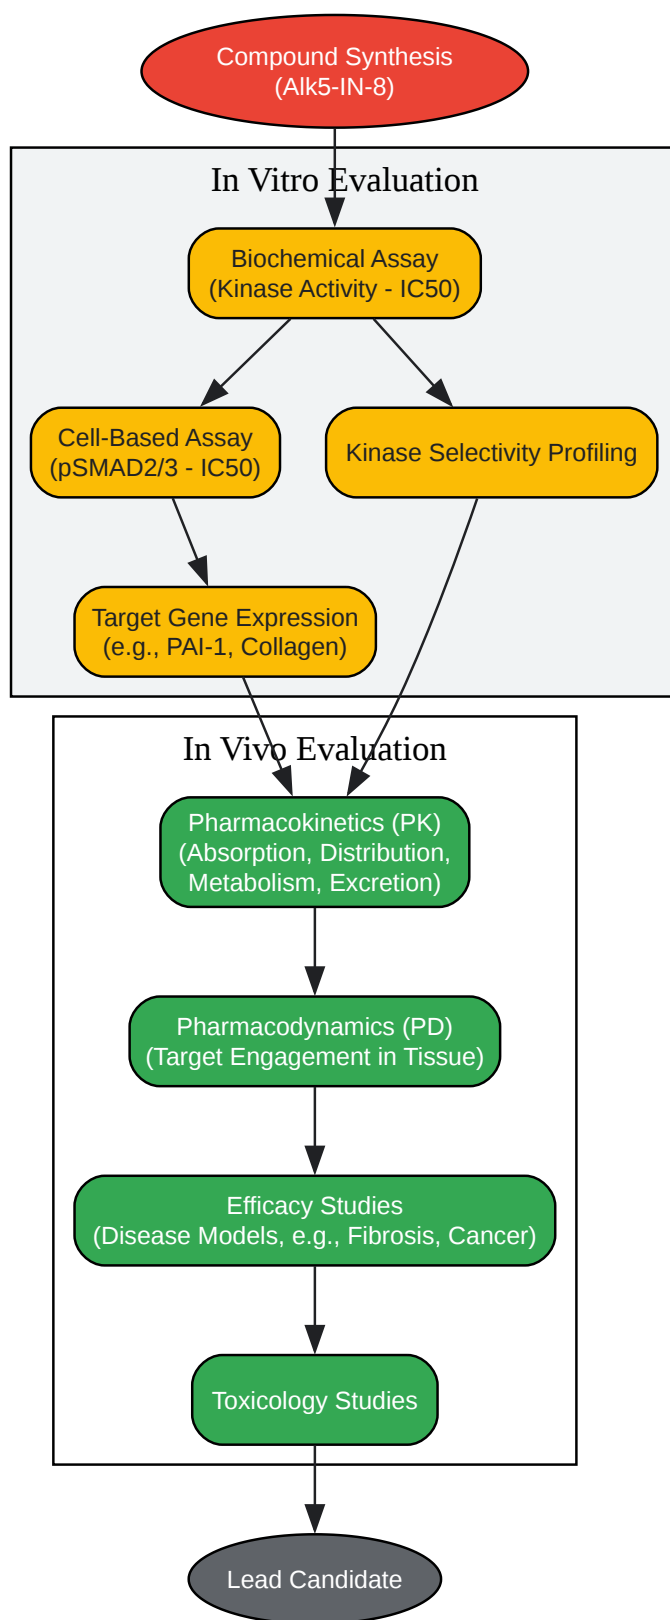 Compound Synthesis
(Alk5-IN-8)
In Vitro Evaluation
Biochemical Assay
(Kinase Activity - IC50)
Cell-Based Assay
(pSMAD2/3 - IC50)
Kinase Selectivity Profiling
Target Gene Expression
(e.g., PAI-1, Collagen)
In Vivo Evaluation
Pharmacokinetics (PK)
(Absorption, Distribution,
Metabolism, Excretion)
Pharmacodynamics (PD)
(Target Engagement in Tissue)
Efficacy Studies
(Disease Models, e.g., Fibrosis, Cancer)
Toxicology Studies
Lead Candidate